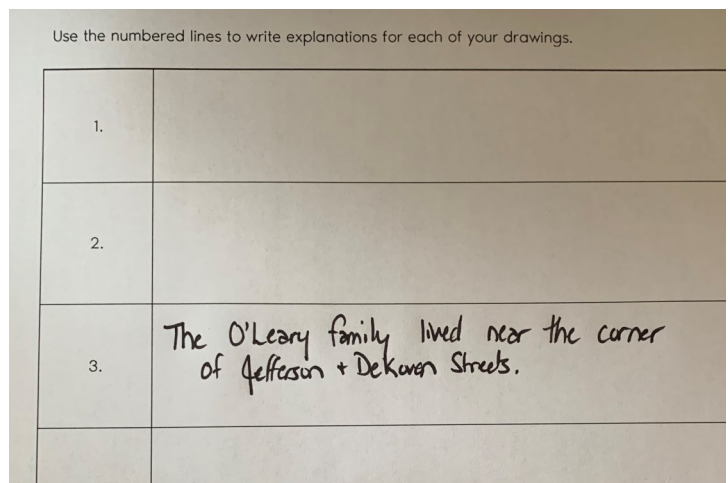 Use the numbered lines to write explanations for each of your drawings.
1.
2.
3.
The O'Leary family lived near the corner
of Jefferson + DeKoven Streets.